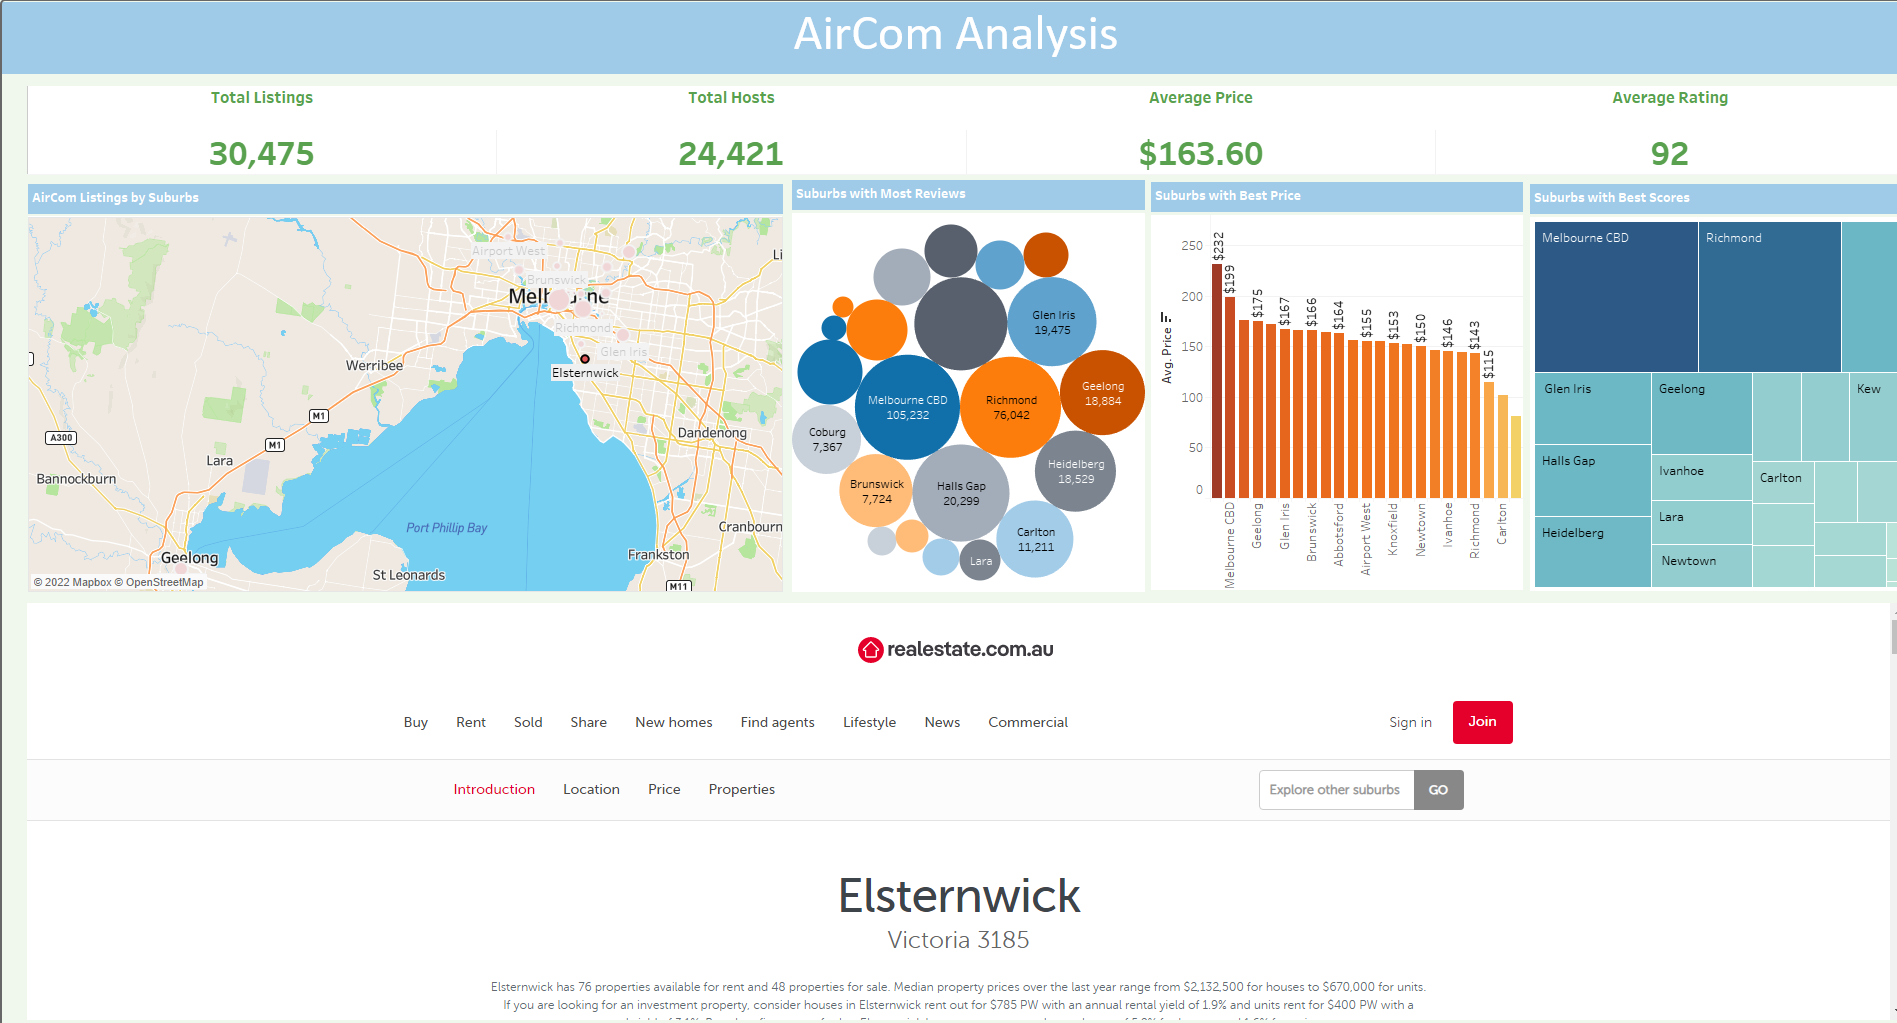 AirCom Analysis
Total Listings
30,475
Total Hosts
24,421
Average Price
$163.60
Average Rating
92
AirCom Listings by Suburbs
Airport West
Brunswick
Melbourne
Richmond
Glen Iris
Elsternwick
Werribee
M1
M1
A300
Lara
Bannockburn
Dandenong
Port Phillip Bay
Cranbourn
Geelong
Frankston
St Leonards
M11
Li
© 2022 Mapbox © OpenStreetMap
Suburbs with Most Reviews
Glen Iris
19,475
Geelong
18,884
Melbourne CBD
105,232
Richmond
76,042
Coburg
7,367
Heidelberg
18,529
Brunswick
7,724
Halls Gap
20,299
Carlton
11,211
Lara
Suburbs with Best Price
Avg. Price
250
200
150
100
50
0
$232
$199
$175
$167
$166
$164
$155
$153
$150
$146
$143
$115
Melbourne CBD
Geelong
Glen Iris
Brunswick
Abbotsford
Airport West
Knoxfield
Newtown
Ivanhoe
Richmond
Carlton
Suburbs with Best Scores
Melbourne CBD
Richmond
Glen Iris
Geelong
Kew
Halls Gap
Ivanhoe
Carlton
Lara
Heidelberg
Newtown
realestate.com.au
Buy Rent Sold Share New homes Find agents Lifestyle News Commercial Sign in Join
Introduction Location Price Properties Explore other suburbs GO
Elsternwick
Victoria 3185
Elsternwick has 76 properties available for rent and 48 properties for sale. Median property prices over the last year range from $2,132,500 for houses to $670,000 for units.
If you are looking for an investment property, consider houses in Elsternwick rent out for $785 PW with an annual rental yield of 1.9% and units rent for $400 PW with a